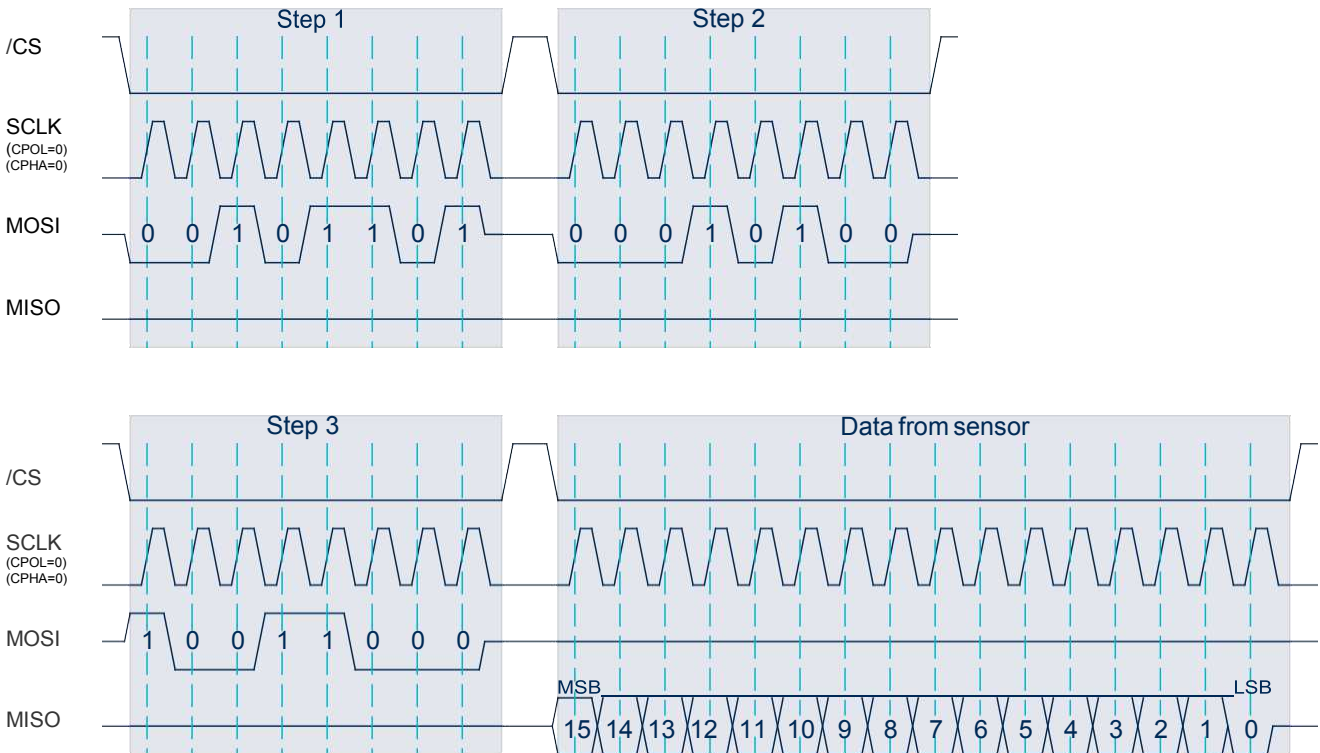 Step 1 Step 2
/CS
SCLK
(CPOL=0)
(CPHA=0)
MOSI 0 0 1 0 1 1 0 1 0 0 0 1 0 1 0 0
MISO
Step 3 Data from sensor
/CS
SCLK
(CPOL=0)
(CPHA=0)
MOSI 1 0 0 1 1 0 0 0
MSB LSB
MISO 15 14 13 12 11 10 9 8 7 6 5 4 3 2 1 0